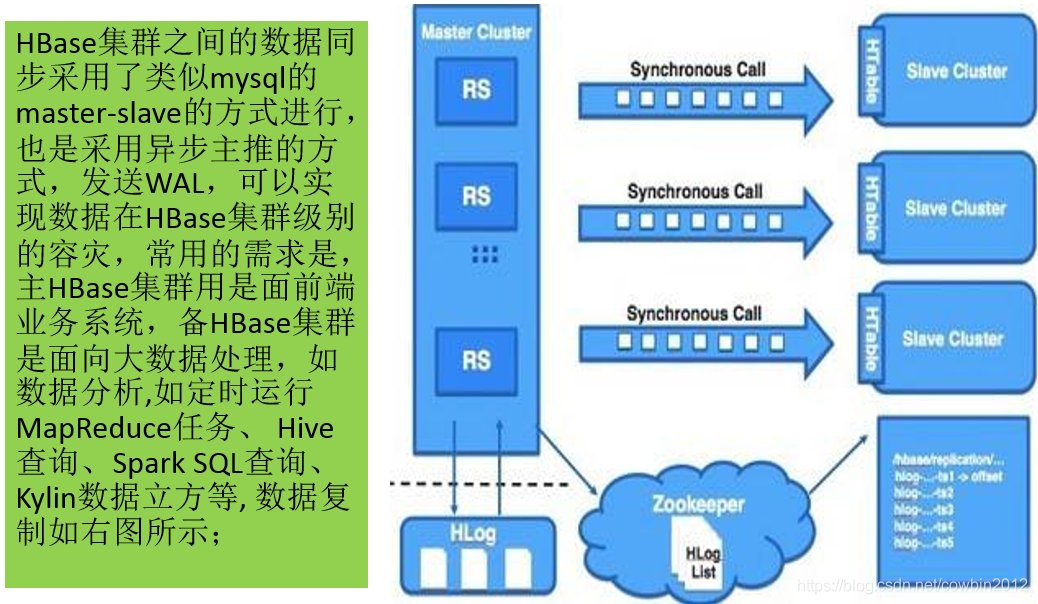 HBase集群之间的数据同
步采用了类似mysql的
master-slave的方式进行，
也是采用异步主推的方
式，发送WAL，可以实
现数据在HBase集群级别
的容灾，常用的需求是，
主HBase集群用是面前端
业务系统，备HBase集群
是面向大数据处理，如
数据分析,如定时运行
MapReduce任务、 Hive
查询、Spark SQL查询、
Kylin数据立方等, 数据复
制如右图所示；
Master Cluster
RS
RS
RS
Synchronous Call
HTable
Slave Cluster
Synchronous Call
HTable
Slave Cluster
Synchronous Call
HTable
Slave Cluster
HLog
Zookeeper
HLog
List
/hbase/replication/...
hlog-...-ts1 -> offset
hlog-...-ts2
hlog-...-ts3
hlog-...-ts4
hlog-...-ts5
https://blog.csdn.net/cowbin2012